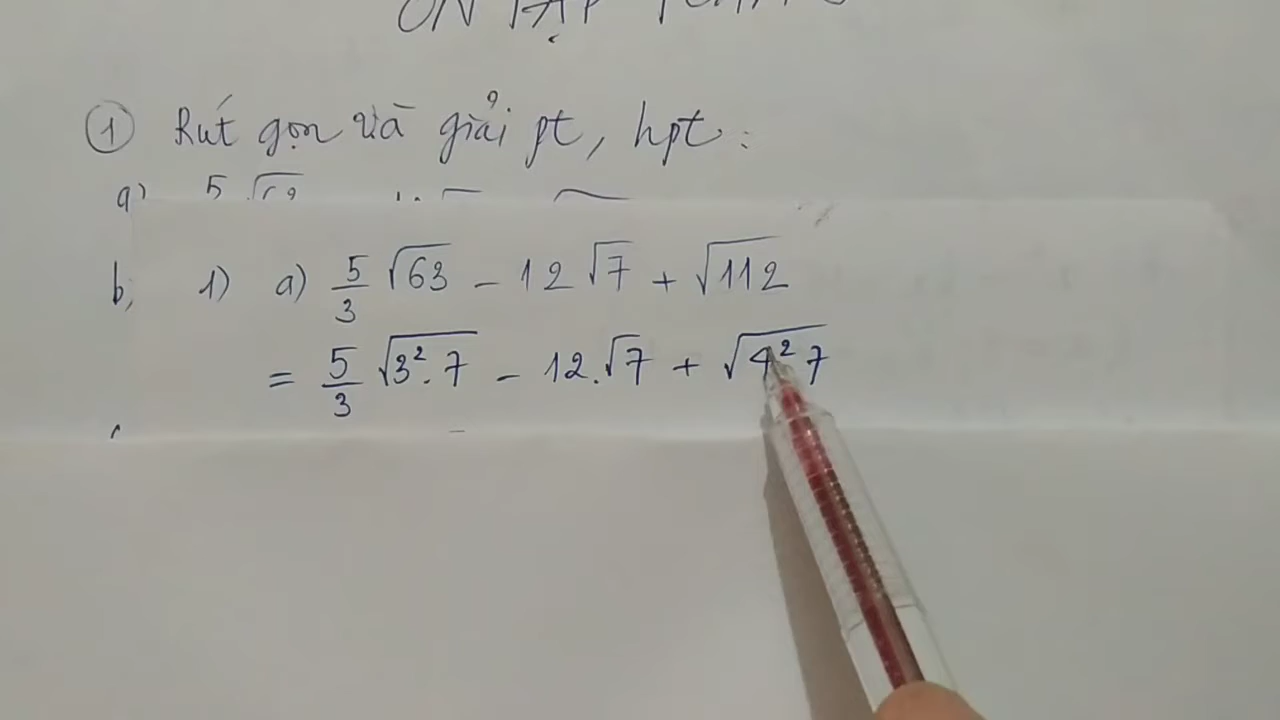 ÔN TẬP
① Rút gọn và giải pt, hpt:
a)
b, 1) a) 5/3 √63 - 12√7 + √112
= 5/3 √3².7 - 12.√7 + √4²7